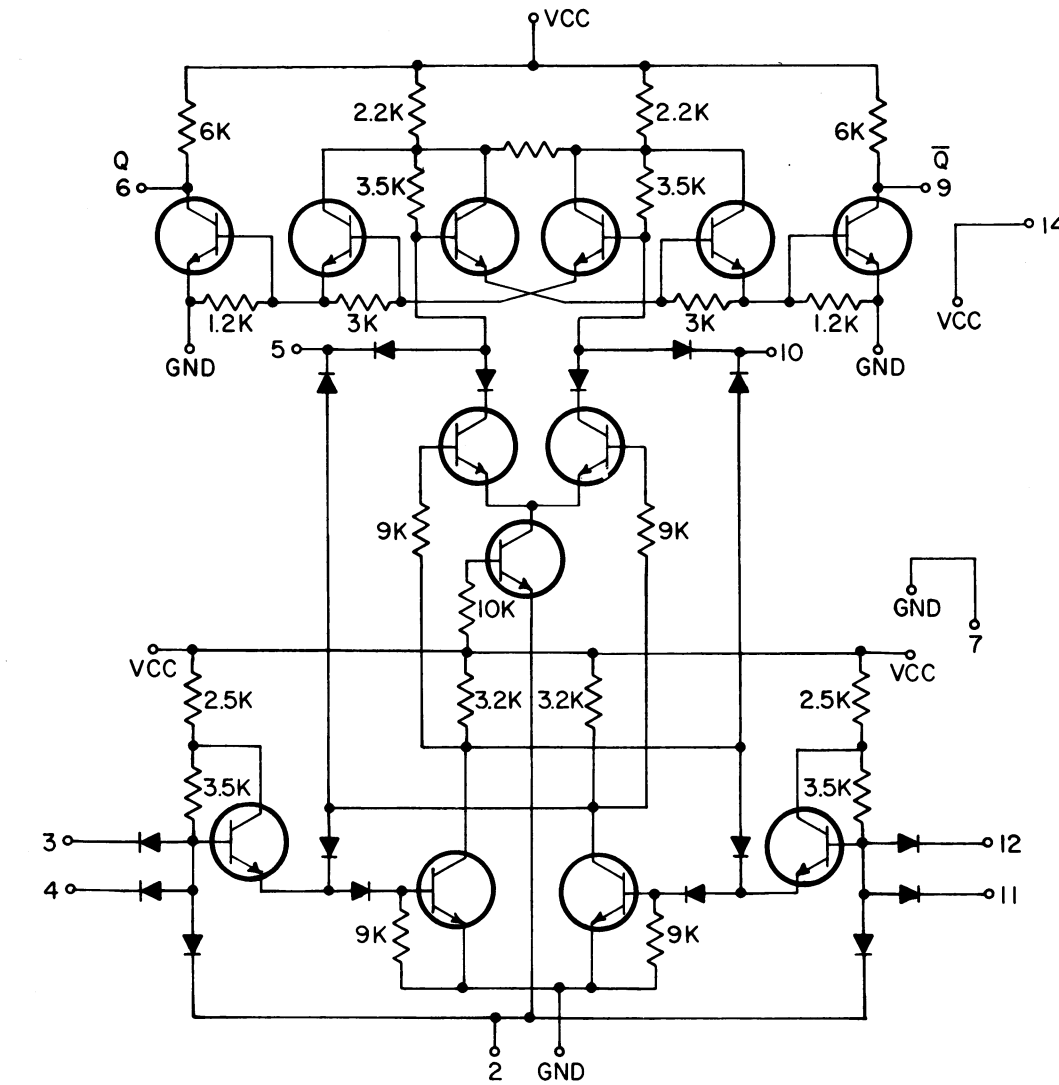 VCC
2.2K 2.2K
6K 6K
Q Q̅
6 3.5K 3.5K 9
14
1.2K 3K 3K 1.2K VCC
5 10
GND GND
9K 9K
10K GND
7
VCC VCC
2.5K 3.2K 3.2K 2.5K
3.5K 3.5K
3 12
4 11
9K 9K
2 GND